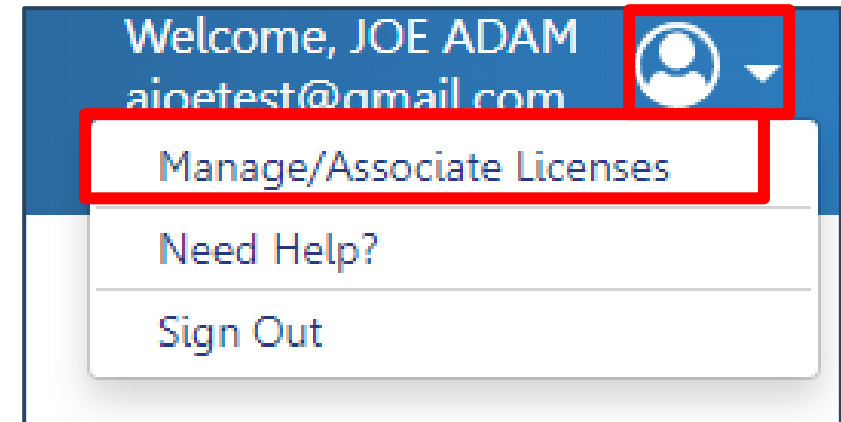 Welcome, JOE ADAM
ajoetest@gmail.com
Manage/Associate Licenses
Need Help?
Sign Out